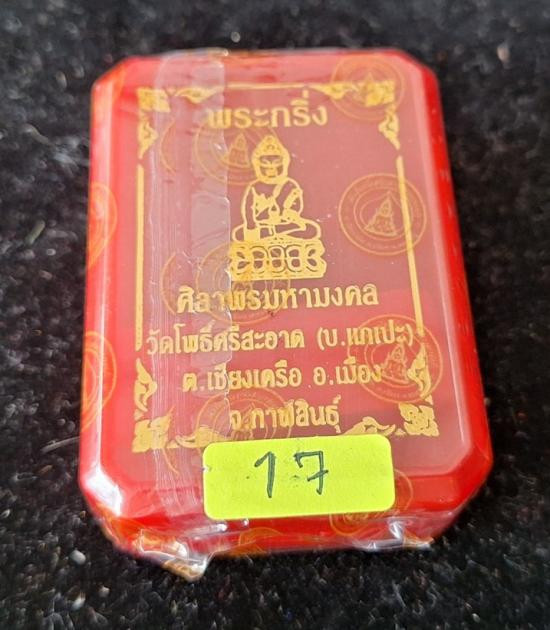 พระกริ่ง
ศิลาพรมหามงคล
วัดโพธิ์ศรีสะอาด (บ.แกเปะ)
ต.เชียงเครือ อ.เมือง
จ.กาฬสินธุ์
17